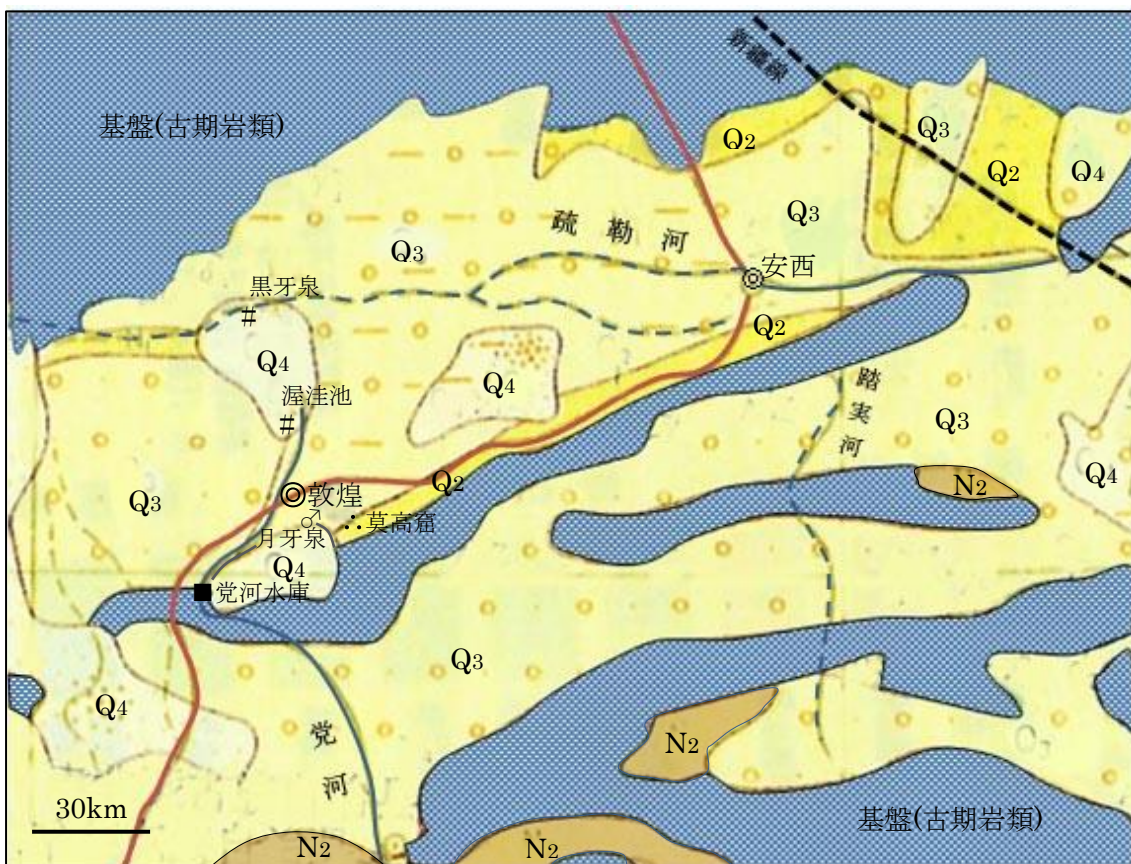 新疆線
基盤(古期岩類)
Q2
Q3
Q2
Q4
疏勒河
Q3
Q3
安西
黒牙泉
Q2
Q4
Q4
踏実河
渥洼池
Q3
Q4
Q3
Q2
N2
敦煌
莫高窟
月牙泉
Q4
党河水庫
Q3
Q4
党河
N2
30km
基盤(古期岩類)
N2
N2